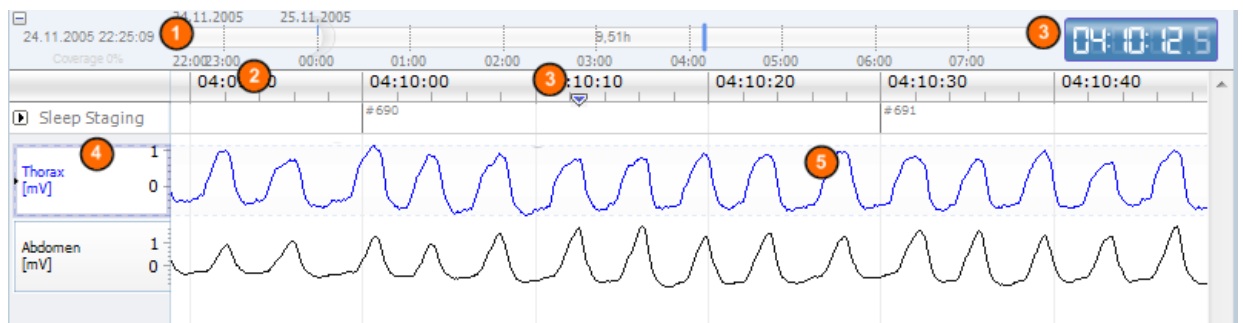 24.11.2005 25.11.2005
24.11.2005 22:25:09 1 9,51h 3 04:10:12.5
Coverage 0% 22:00 23:00 00:00 01:00 02:00 03:00 04:00 05:00 06:00 07:00
2 04:10:00 3 :10:10 04:10:20 04:10:30 04:10:40
Sleep Staging #690 #691
4 1 5
Thorax
[mV] 0
Abdomen 1
[mV] 0